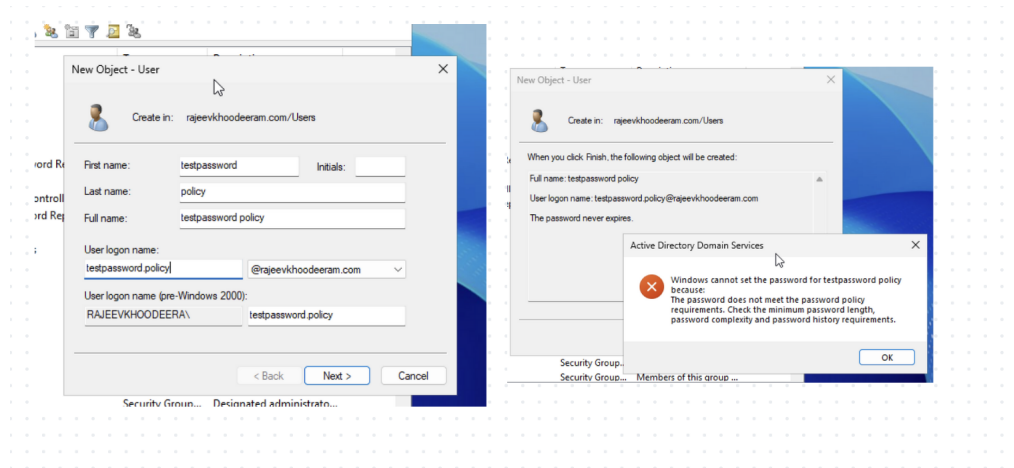 New Object - User
Create in: rajeevkhoodeeram.com/Users
First name: testpassword Initials:
Last name: policy
Full name: testpassword policy
User logon name:
testpassword.policy @rajeevkhoodeeram.com
User logon name (pre-Windows 2000):
RAJEEVKHOODEERA\ testpassword.policy
< Back Next > Cancel
Security Group... Designated administrato...
New Object - User
Create in: rajeevkhoodeeram.com/Users
When you click Finish, the following object will be created:
Full name: testpassword policy
User logon name: testpassword.policy@rajeevkhoodeeram.com
The password never expires.
Active Directory Domain Services
Windows cannot set the password for testpassword policy
because:
The password does not meet the password policy
requirements. Check the minimum password length,
password complexity and password history requirements.
OK
Security Group...
Security Group... Members of this group ...